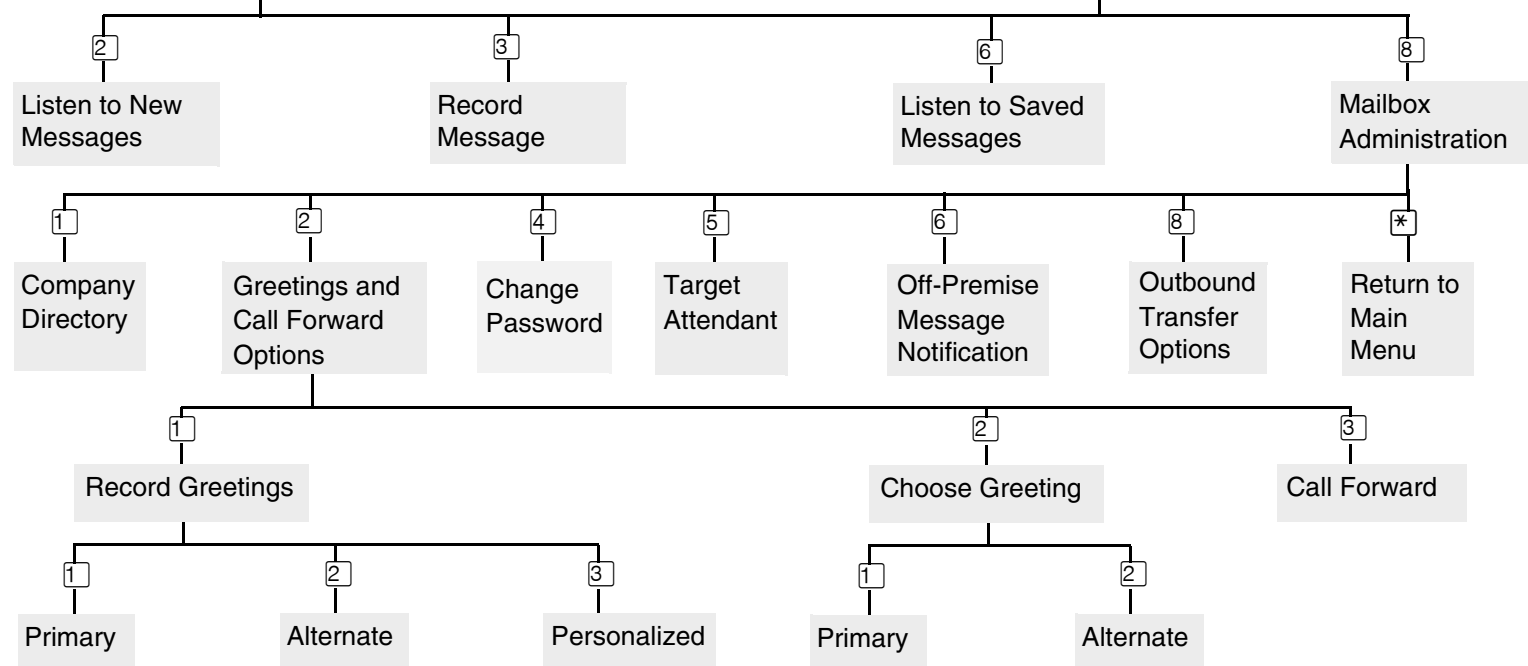 2
3
6
8
Listen to New
Messages
Record
Message
Listen to Saved
Messages
Mailbox
Administration
1
2
4
5
6
8
*
Company
Directory
Greetings and
Call Forward
Options
Change
Password
Target
Attendant
Off-Premise
Message
Notification
Outbound
Transfer
Options
Return to
Main
Menu
1
2
3
Record Greetings
Choose Greeting
Call Forward
1
2
3
1
2
Primary
Alternate
Personalized
Primary
Alternate